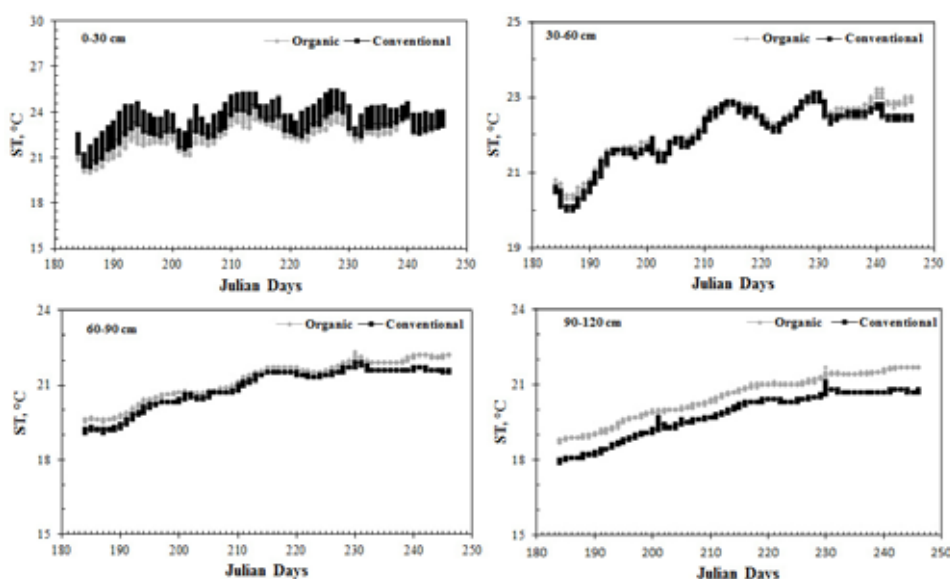 30
0-30 cm
Organic
Conventional
27
24
21
18
15
ST, °C
180 190 200 210 220 230 240 250
Julian Days
25
30-60 cm
Organic
Conventional
23
21
19
ST, °C
180 190 200 210 220 230 240 250
Julian Days
24
60-90 cm
Organic
Conventional
21
18
15
ST, °C
180 190 200 210 220 230 240 250
Julian Days
24
90-120 cm
Organic
Conventional
21
18
15
ST, °C
180 190 200 210 220 230 240 250
Julian Days